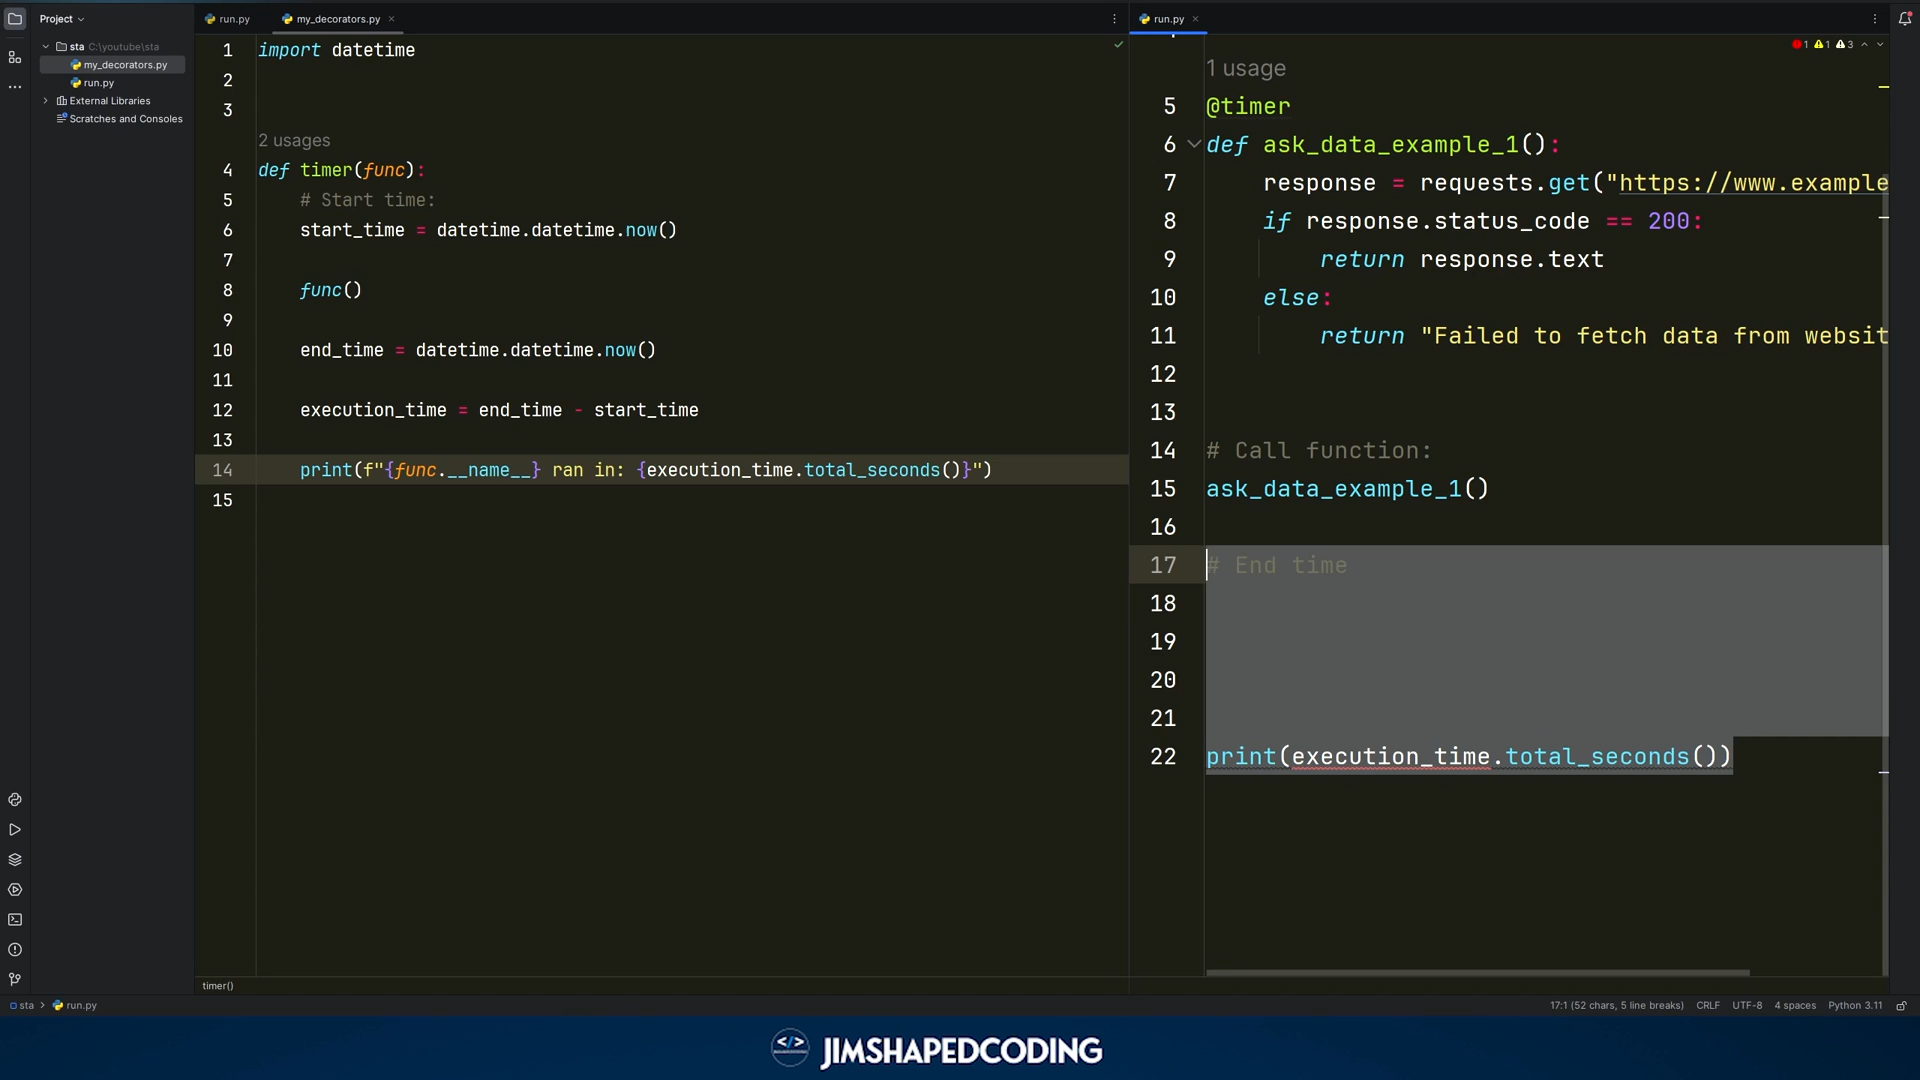 Project
run.py
my_decorators.py
run.py
sta C:\youtube\sta
my_decorators.py
run.py
External Libraries
Scratches and Consoles
1 import datetime
2
3
2 usages
4 def timer(func):
5 # Start time:
6 start_time = datetime.datetime.now()
7
8 func()
9
10 end_time = datetime.datetime.now()
11
12 execution_time = end_time - start_time
13
14 print(f"{func.__name__} ran in: {execution_time.total_seconds()}")
15
timer()
1 1 3
1 usage
5 @timer
6 def ask_data_example_1():
7 response = requests.get("https://www.example
8 if response.status_code == 200:
9 return response.text
10 else:
11 return "Failed to fetch data from websit
12
13
14 # Call function:
15 ask_data_example_1()
16
17 # End time
18
19
20
21
22 print(execution_time.total_seconds())
sta run.py
17:1 (52 chars, 5 line breaks) CRLF UTF-8 4 spaces Python 3.11
JIMSHAPEDCODING